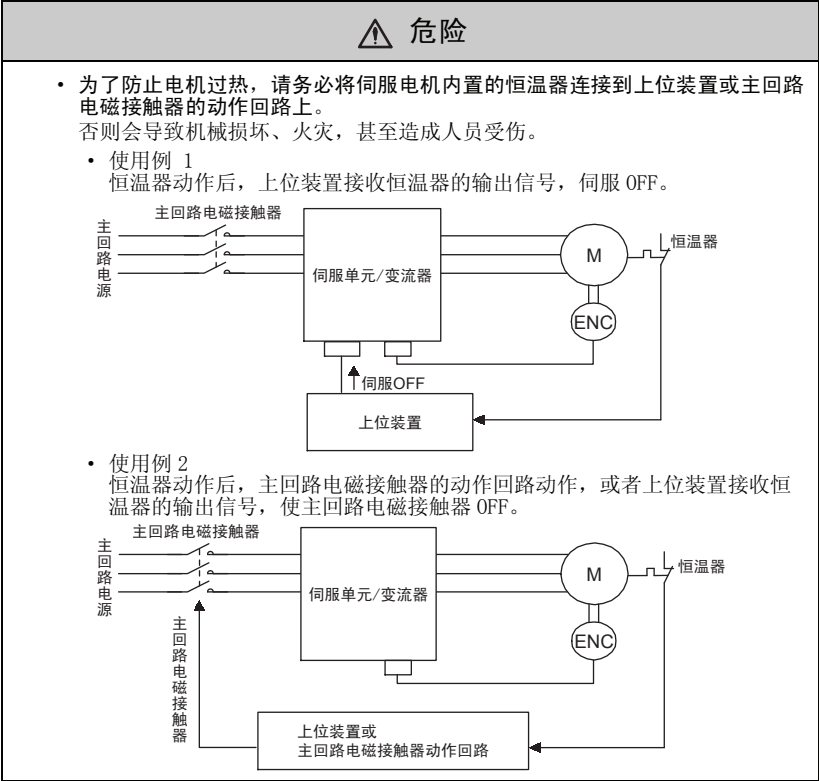 危险
• 为了防止电机过热，请务必将伺服电机内置的恒温器连接到上位装置或主回路
电磁接触器的动作回路上。
否则会导致机械损坏、火灾，甚至造成人员受伤。
• 使用例 1
恒温器动作后，上位装置接收恒温器的输出信号，伺服 OFF。
主回路电磁接触器
主回路电源
伺服单元/变流器
M
恒温器
ENC
伺服OFF
上位装置
• 使用例 2
恒温器动作后，主回路电磁接触器的动作回路动作，或者上位装置接收恒
温器的输出信号，使主回路电磁接触器 OFF。
主回路电磁接触器
主回路电源
伺服单元/变流器
M
恒温器
ENC
主回路电磁接触器
上位装置或
主回路电磁接触器动作回路